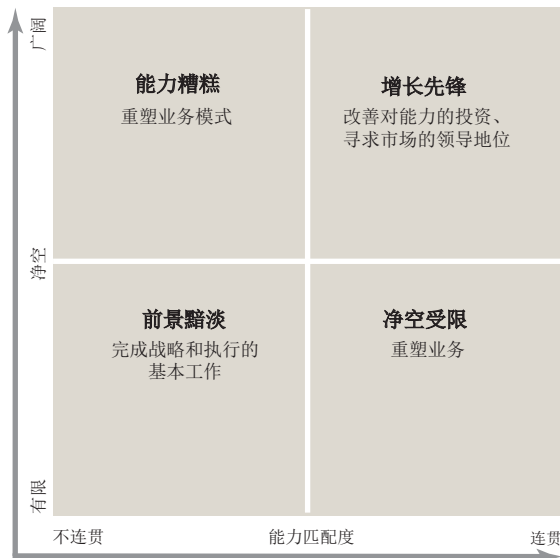 广阔
能力糟糕
重塑业务模式
增长先锋
改善对能力的投资、
寻求市场的领导地位
净空
前景黯淡
完成战略和执行的
基本工作
净空受限
重塑业务
有限
不连贯
能力匹配度
连贯